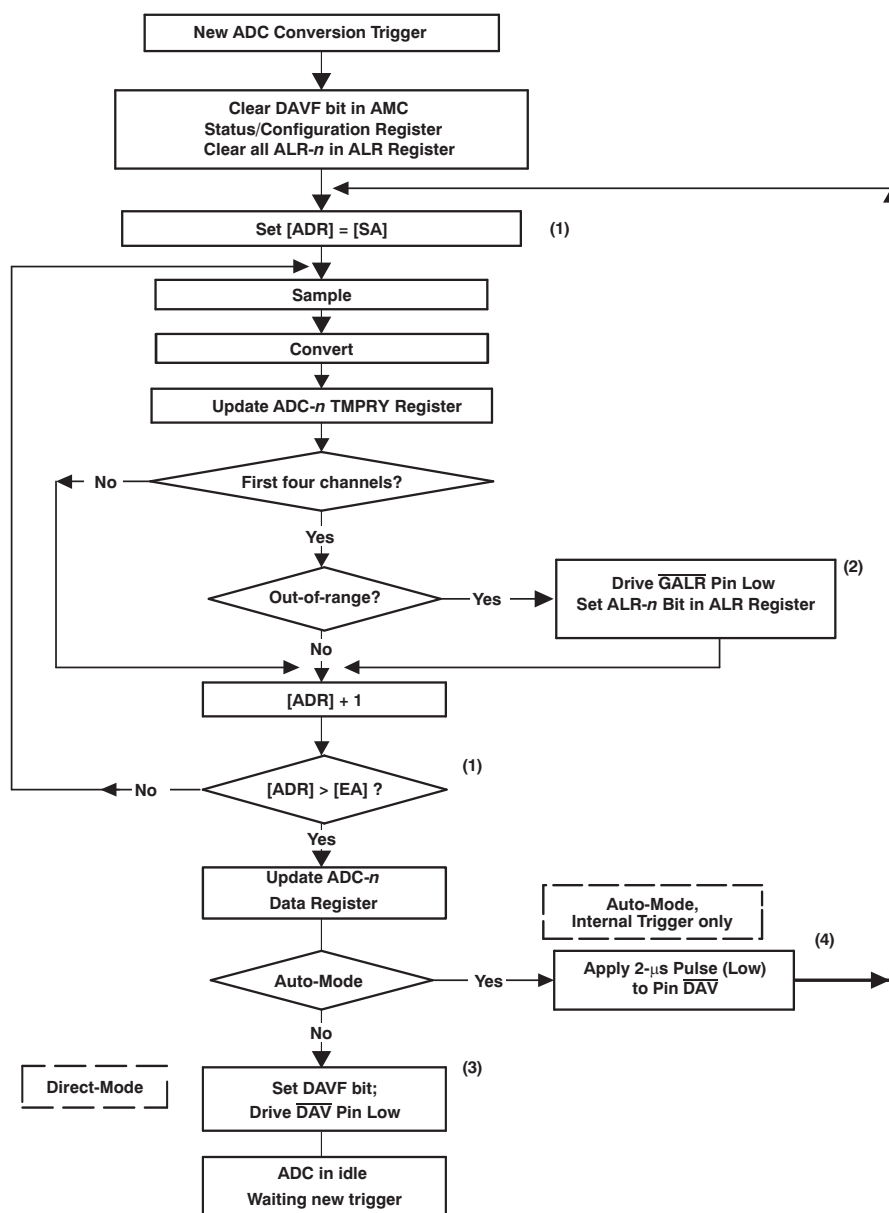 New ADC Conversion Trigger
Clear DAVF bit in AMC
Status/Configuration Register
Clear all ALR-n in ALR Register
Set [ADR] = [SA]
(1)
Sample
Convert
Update ADC-n TMPRY Register
No
First four channels?
Yes
Out-of-range?
Yes
Drive GALR Pin Low
Set ALR-n Bit in ALR Register
(2)
No
[ADR] + 1
(1)
No
[ADR] > [EA] ?
Yes
Update ADC-n
Data Register
Auto-Mode,
Internal Trigger only
(4)
Auto-Mode
Yes
Apply 2-μs Pulse (Low)
to Pin DAV
No
(3)
Direct-Mode
Set DAVF bit;
Drive DAV Pin Low
ADC in idle
Waiting new trigger